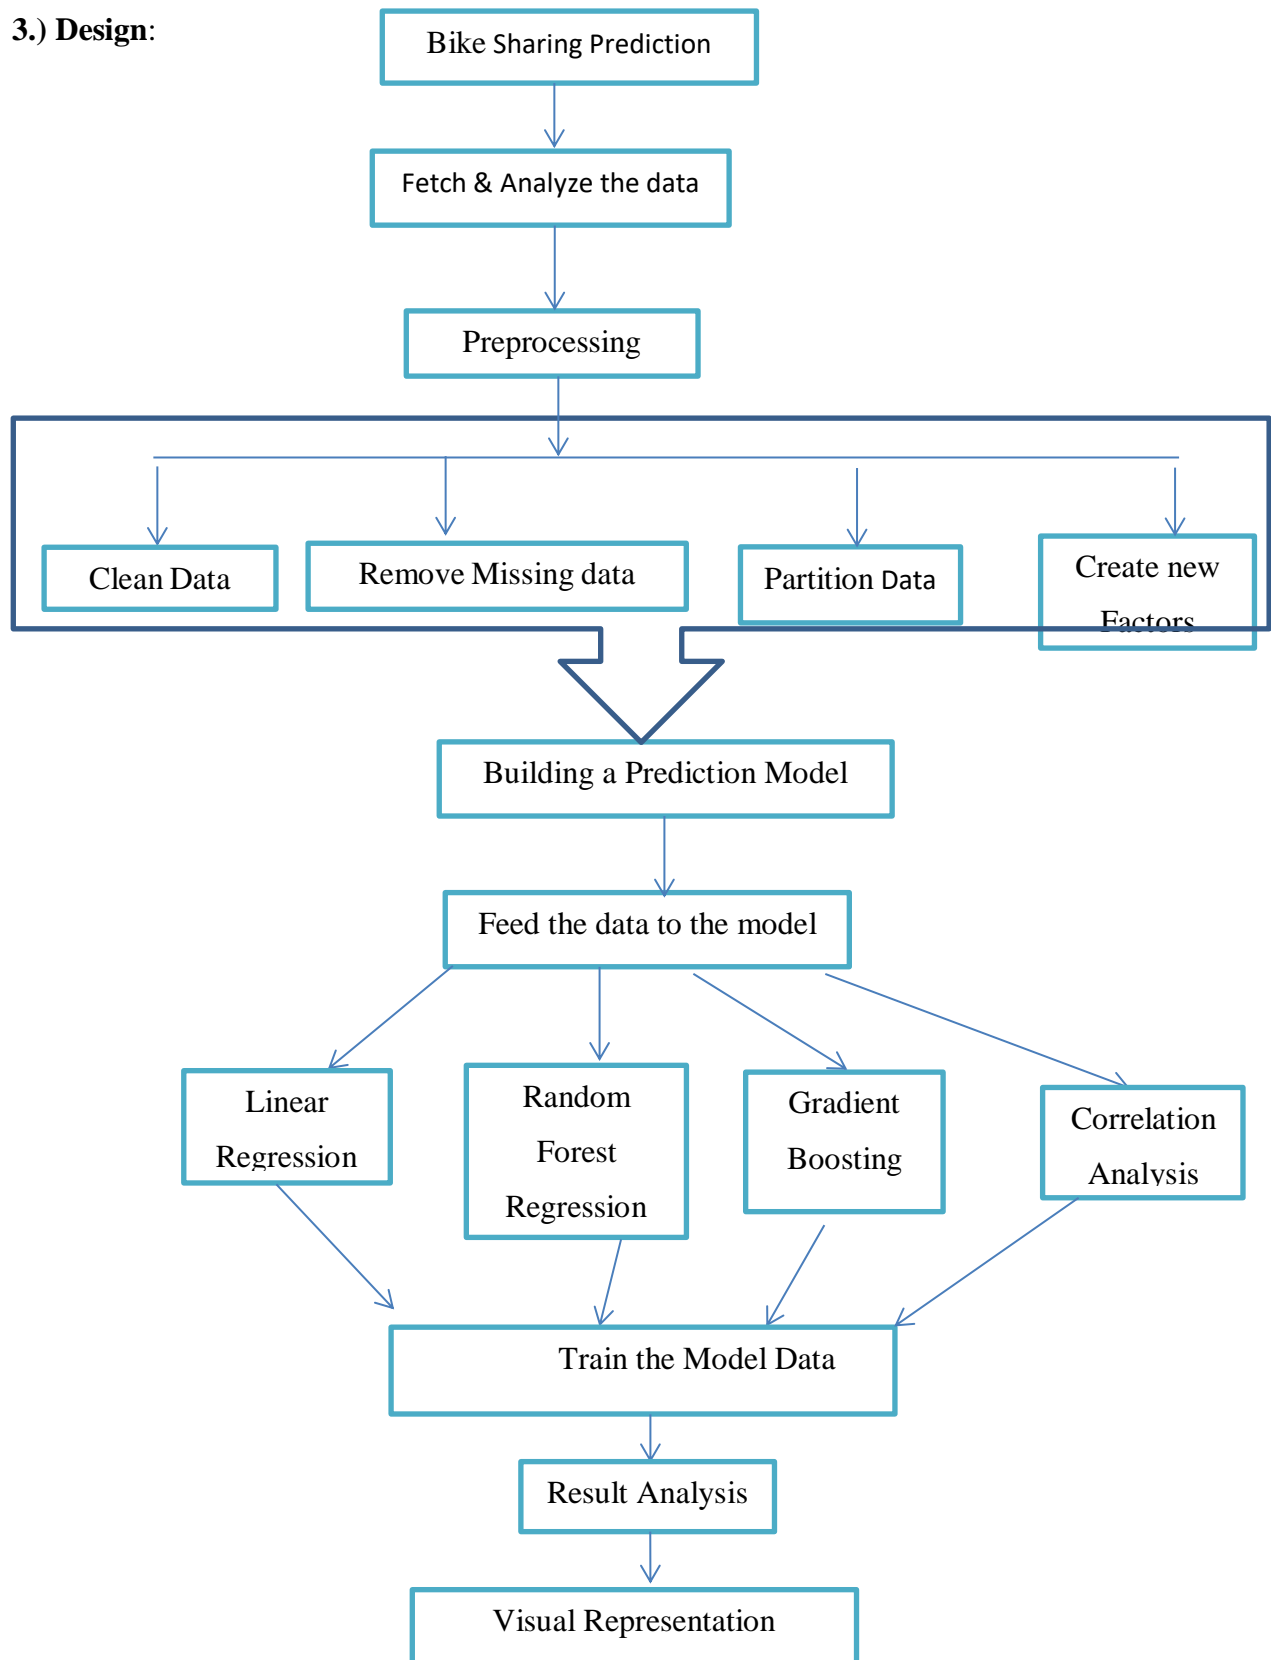 3.) Design:
Bike Sharing Prediction
Fetch & Analyze the data
Preprocessing
Clean Data
Remove Missing data
Partition Data
Create new
Factors
Building a Prediction Model
Feed the data to the model
Linear
Regression
Random
Forest
Regression
Gradient
Boosting
Correlation
Analysis
Train the Model Data
Result Analysis
Visual Representation